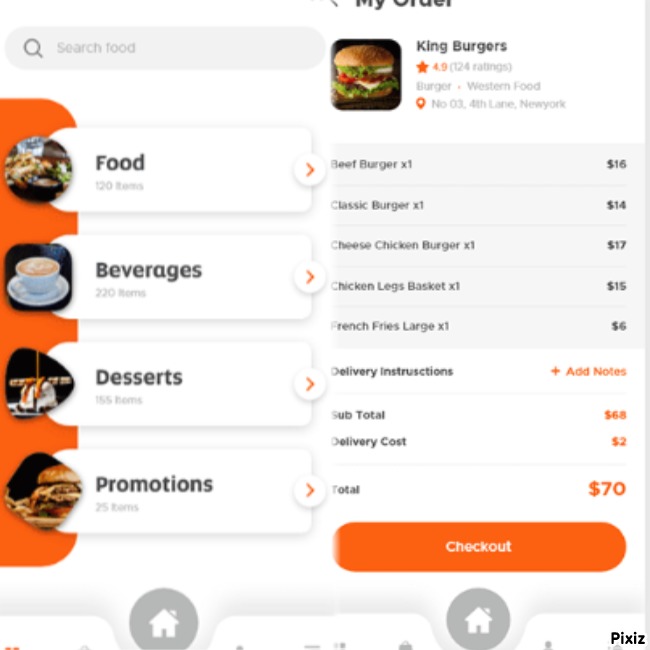 Search food
Food
120 Items
Beverages
220 Items
Desserts
155 Items
Promotions
25 Items
My Order
King Burgers
4.9 (124 ratings)
Burger • Western Food
No 03, 4th Lane, Newyork
Beef Burger x1 $16
Classic Burger x1 $14
Cheese Chicken Burger x1 $17
Chicken Legs Basket x1 $15
French Fries Large x1 $6
Delivery Instrusctions + Add Notes
Sub Total $68
Delivery Cost $2
Total $70
Checkout
Pixiz